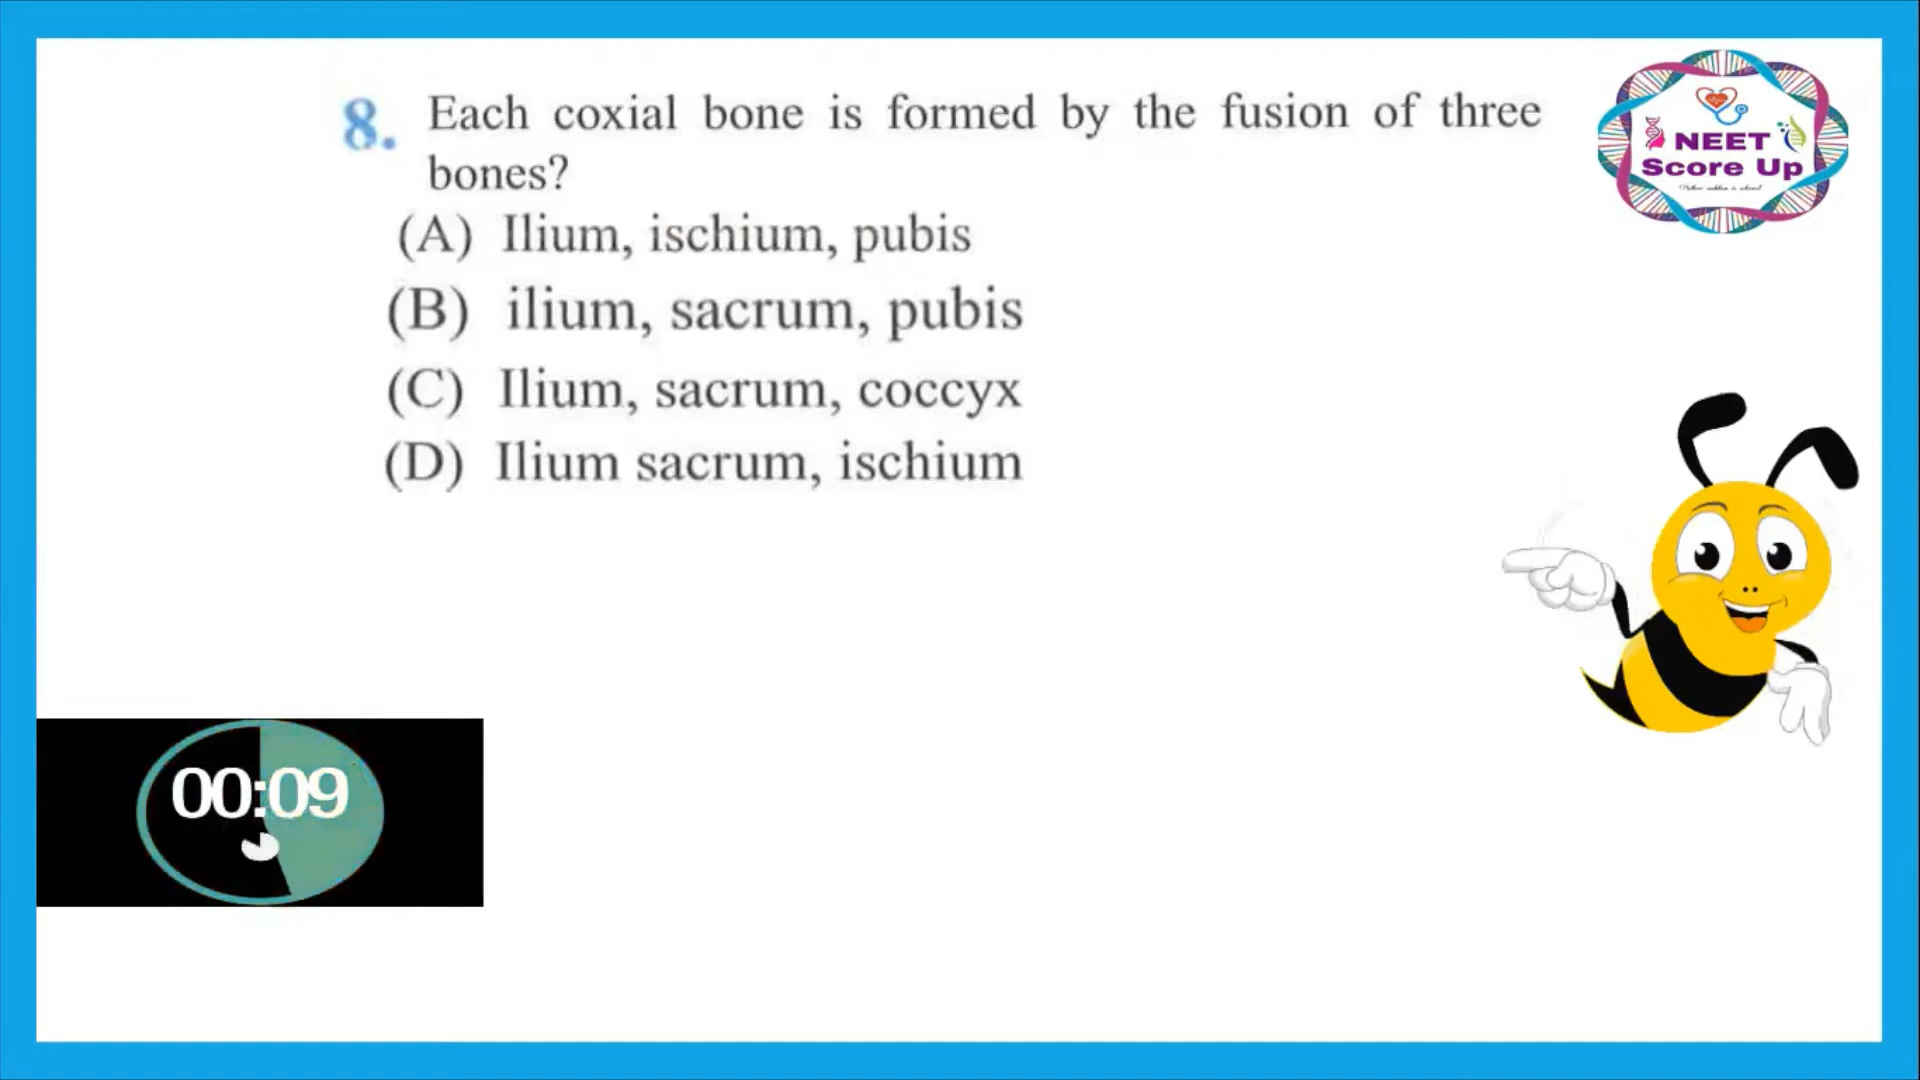 8. Each coxial bone is formed by the fusion of three
bones?
(A) Ilium, ischium, pubis
(B) ilium, sacrum, pubis
(C) Ilium, sacrum, coccyx
(D) Ilium sacrum, ischium
NEET
Score Up
00:09